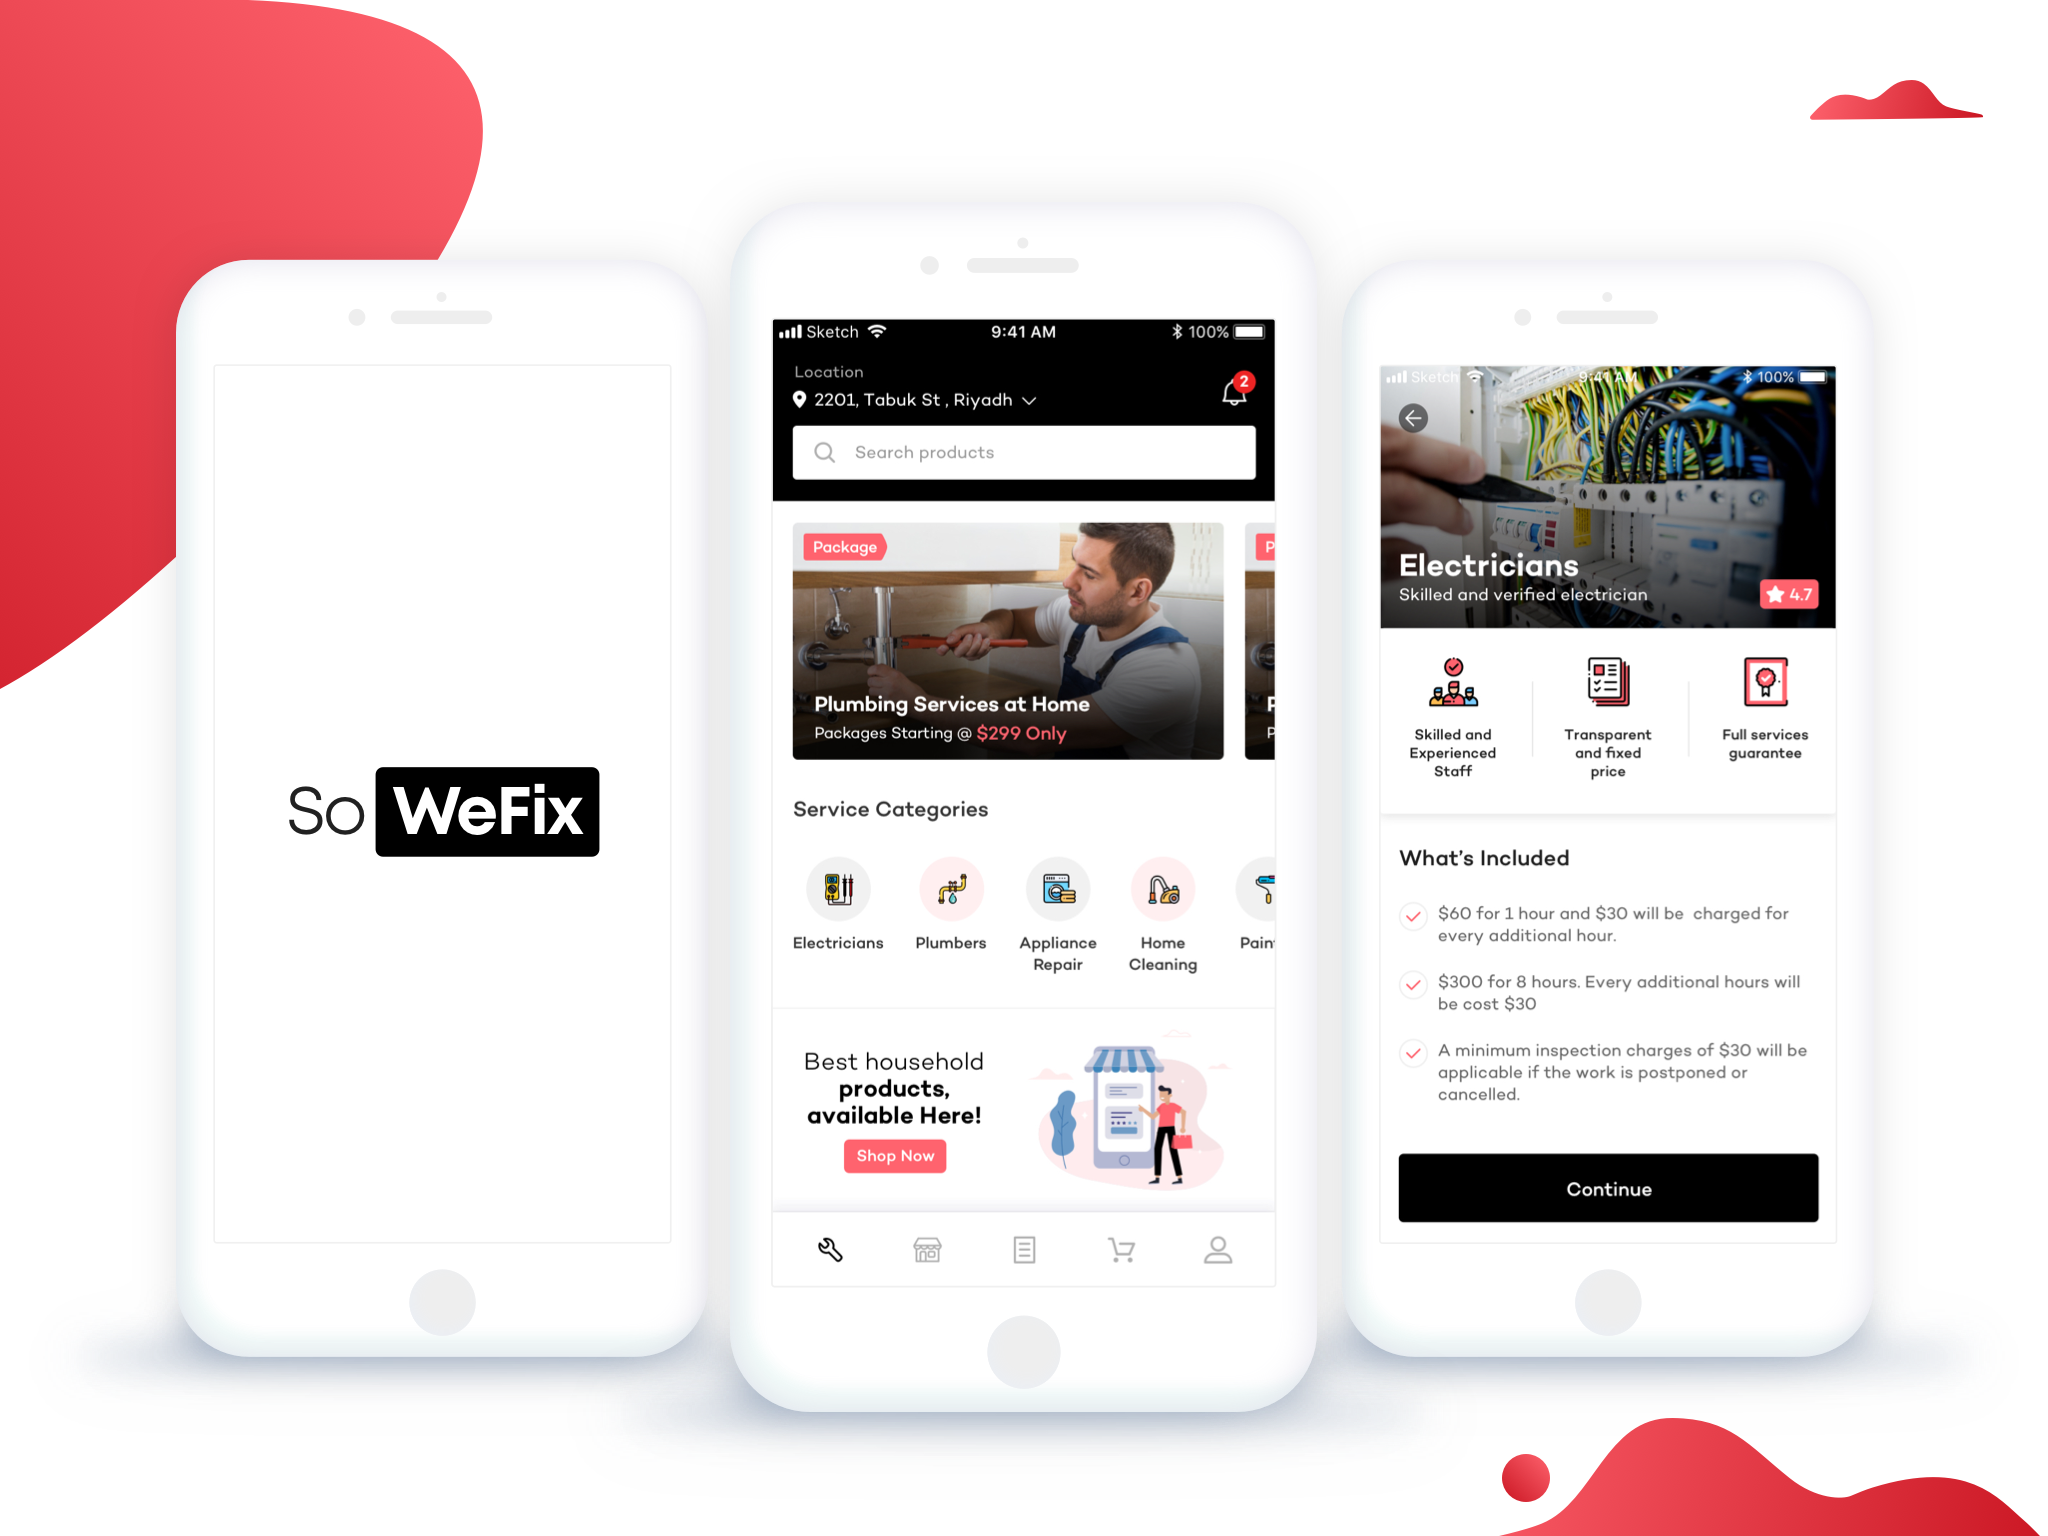 So WeFix
Sketch 9:41 AM 100%
Location
2201, Tabuk St , Riyadh
2
Search products
Package
P
Plumbing Services at Home
Packages Starting @ $299 Only
P
Service Categories
Electricians
Plumbers
Appliance
Repair
Home
Cleaning
Pain
Best household
products,
available Here!
Shop Now
Sketch 9:41 AM 100%
Electricians
Skilled and verified electrician
4.7
Skilled and
Experienced
Staff
Transparent
and fixed
price
Full services
guarantee
What's Included
$60 for 1 hour and $30 will be  charged for
every additional hour.
$300 for 8 hours. Every additional hours will
be cost $30
A minimum inspection charges of $30 will be
applicable if the work is postponed or
cancelled.
Continue